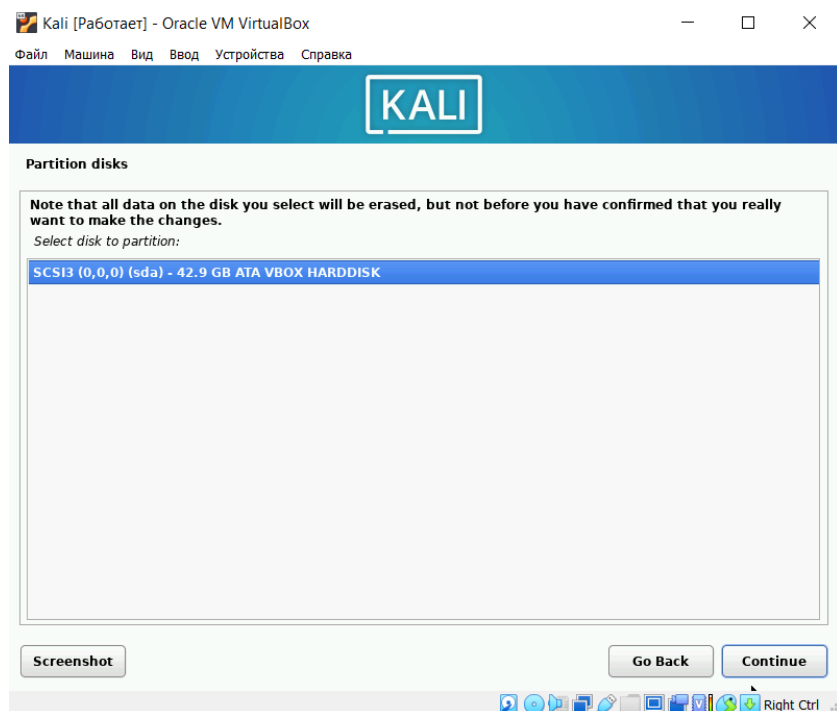 Kali [Работает] - Oracle VM VirtualBox
Файл Машина Вид Ввод Устройства Справка
KALI
Partition disks
Note that all data on the disk you select will be erased, but not before you have confirmed that you really
want to make the changes.
Select disk to partition:
SCSI3 (0,0,0) (sda) - 42.9 GB ATA VBOX HARDDISK
Screenshot
Go Back
Continue
Right Ctrl